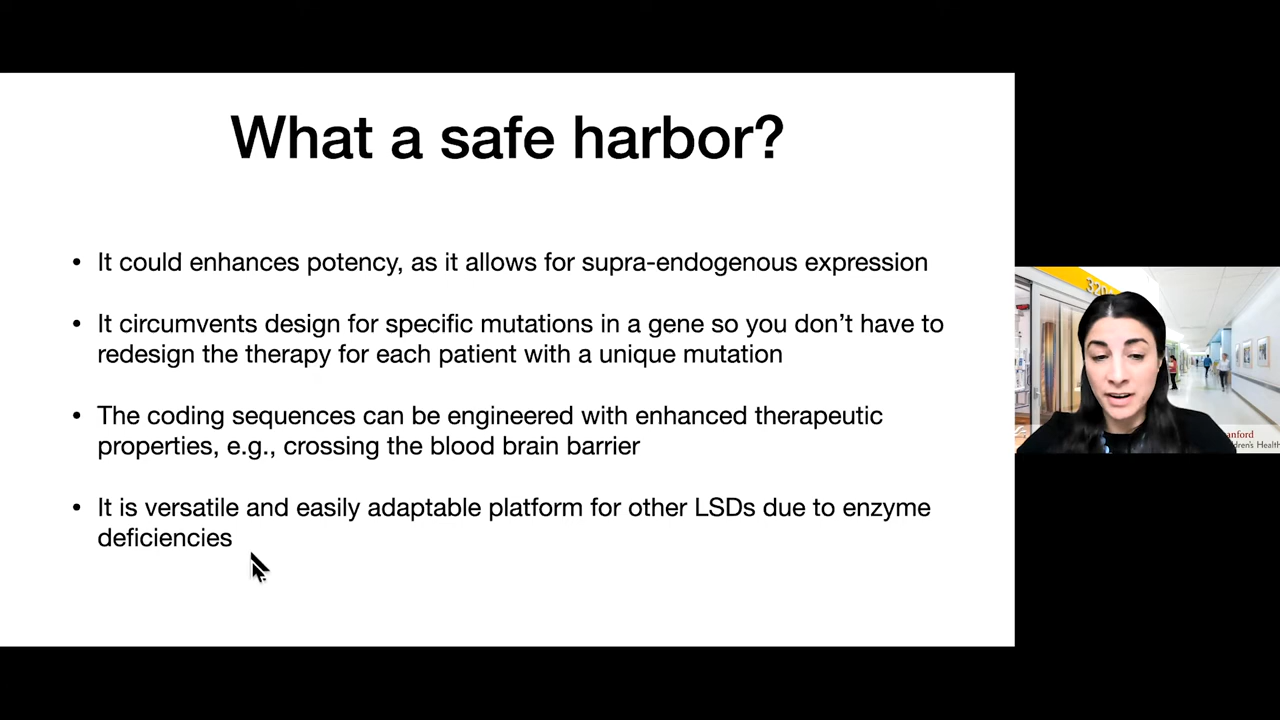 What a safe harbor?
• It could enhances potency, as it allows for supra-endogenous expression
• It circumvents design for specific mutations in a gene so you don’t have to
redesign the therapy for each patient with a unique mutation
• The coding sequences can be engineered with enhanced therapeutic
properties, e.g., crossing the blood brain barrier
• It is versatile and easily adaptable platform for other LSDs due to enzyme
deficiencies
320
anford
ildren's Health